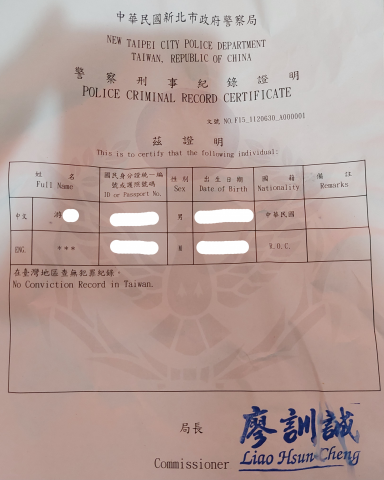 中華民國新北市政府警察局
NEW TAIPEI CITY POLICE DEPARTMENT
TAIWAN, REPUBLIC OF CHINA
警察刑事紀錄證明
POLICE CRIMINAL RECORD CERTIFICATE
文號 NO.F15_1120630_A000001
茲證明
This is to certify that the following individual:
姓名 國民身分證統一編號或護照號碼 性別 出生日期 國籍 備註
Full Name ID or Passport No. Sex Date of Birth Nationality Remarks
中文 游 男 中華民國
ENG. *** M R.O.C.
在臺灣地區查無犯罪紀錄。
No Conviction Record in Taiwan.
局長 廖訓誠
Commissioner Liao Hsun Cheng